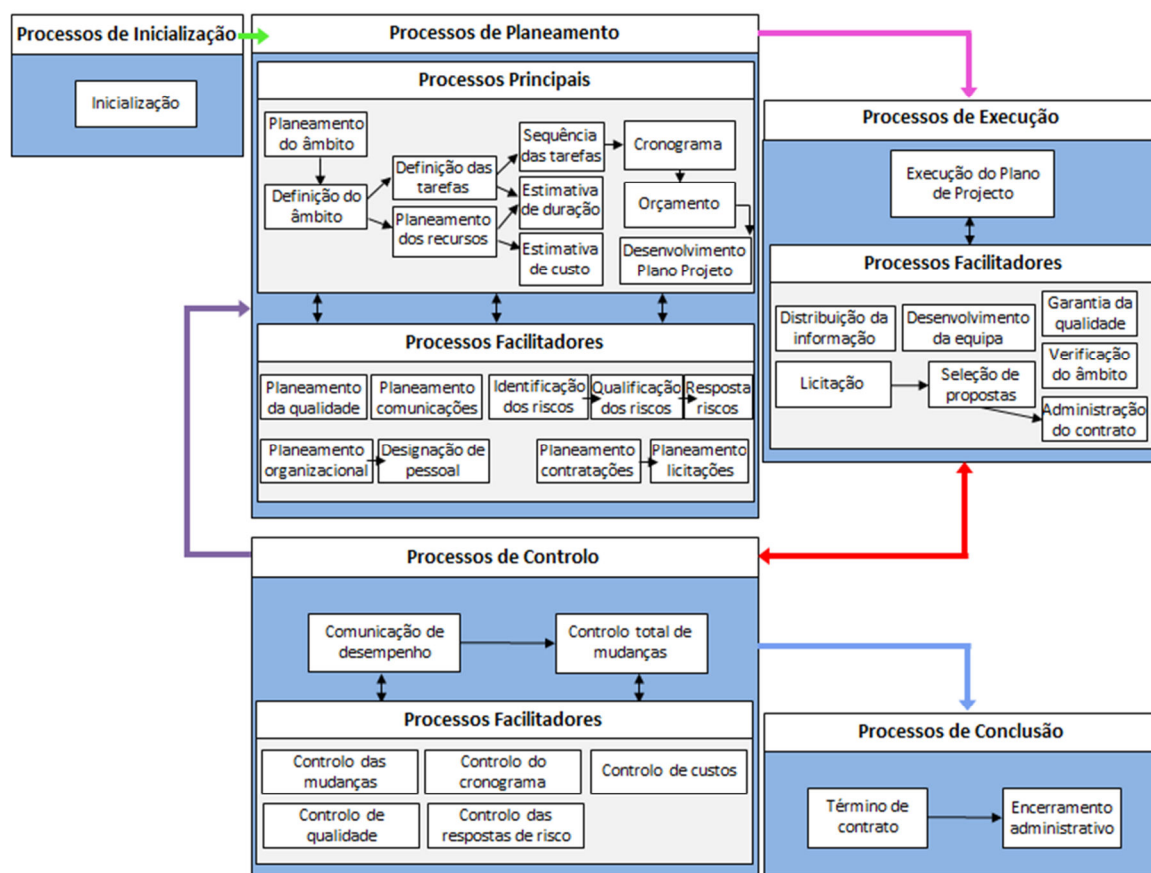 Processos de Inicialização
Inicialização
Processos de Planeamento
Processos Principais
Planeamento
do âmbito
Definição do
âmbito
Definição das
tarefas
Planeamento
dos recursos
Sequência
das tarefas
Estimativa
de duração
Estimativa
de custo
Cronograma
Orçamento
Desenvolvimento
Plano Projeto
Processos Facilitadores
Planeamento
da qualidade
Planeamento
comunicações
Identificação
dos riscos
Qualificação
dos riscos
Resposta
riscos
Planeamento
organizacional
Designação de
pessoal
Planeamento
contratações
Planeamento
licitações
Processos de Execução
Execução do Plano
de Projecto
Processos Facilitadores
Distribuição da
informação
Desenvolvimento
da equipa
Garantia da
qualidade
Verificação
do âmbito
Licitação
Seleção de
propostas
Administração
do contrato
Processos de Controlo
Comunicação de
desempenho
Controlo total de
mudanças
Processos Facilitadores
Controlo das
mudanças
Controlo do
cronograma
Controlo de custos
Controlo de
qualidade
Controlo das
respostas de risco
Processos de Conclusão
Término de
contrato
Encerramento
administrativo